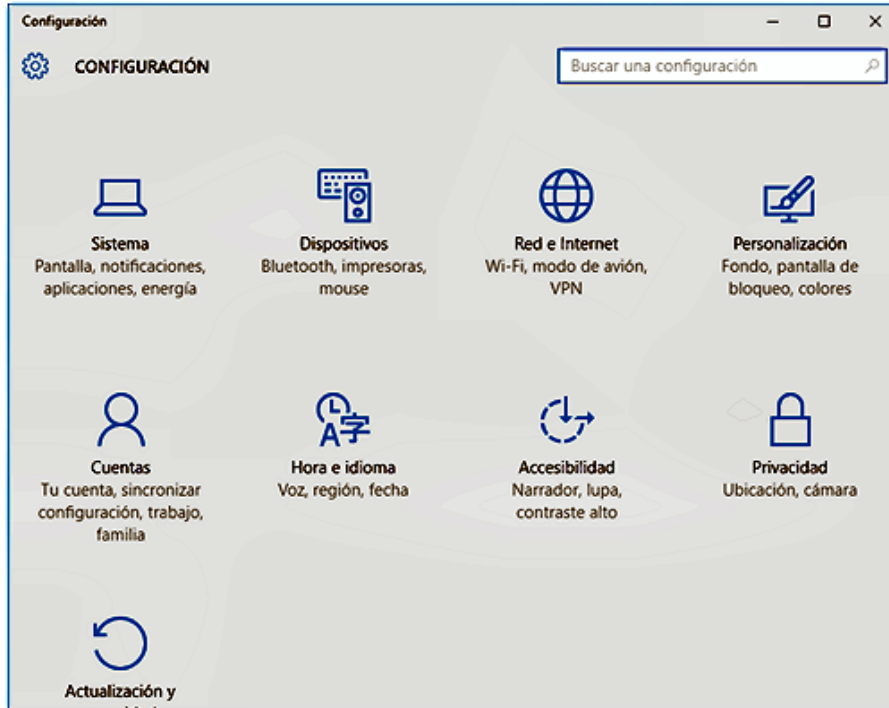 Configuración
CONFIGURACIÓN
Buscar una configuración
Sistema
Pantalla, notificaciones,
aplicaciones, energía
Dispositivos
Bluetooth, impresoras,
mouse
Red e Internet
Wi-Fi, modo de avión,
VPN
Personalización
Fondo, pantalla de
bloqueo, colores
Cuentas
Tu cuenta, sincronizar
configuración, trabajo,
familia
Hora e idioma
Voz, región, fecha
Accesibilidad
Narrador, lupa,
contraste alto
Privacidad
Ubicación, cámara
Actualización y